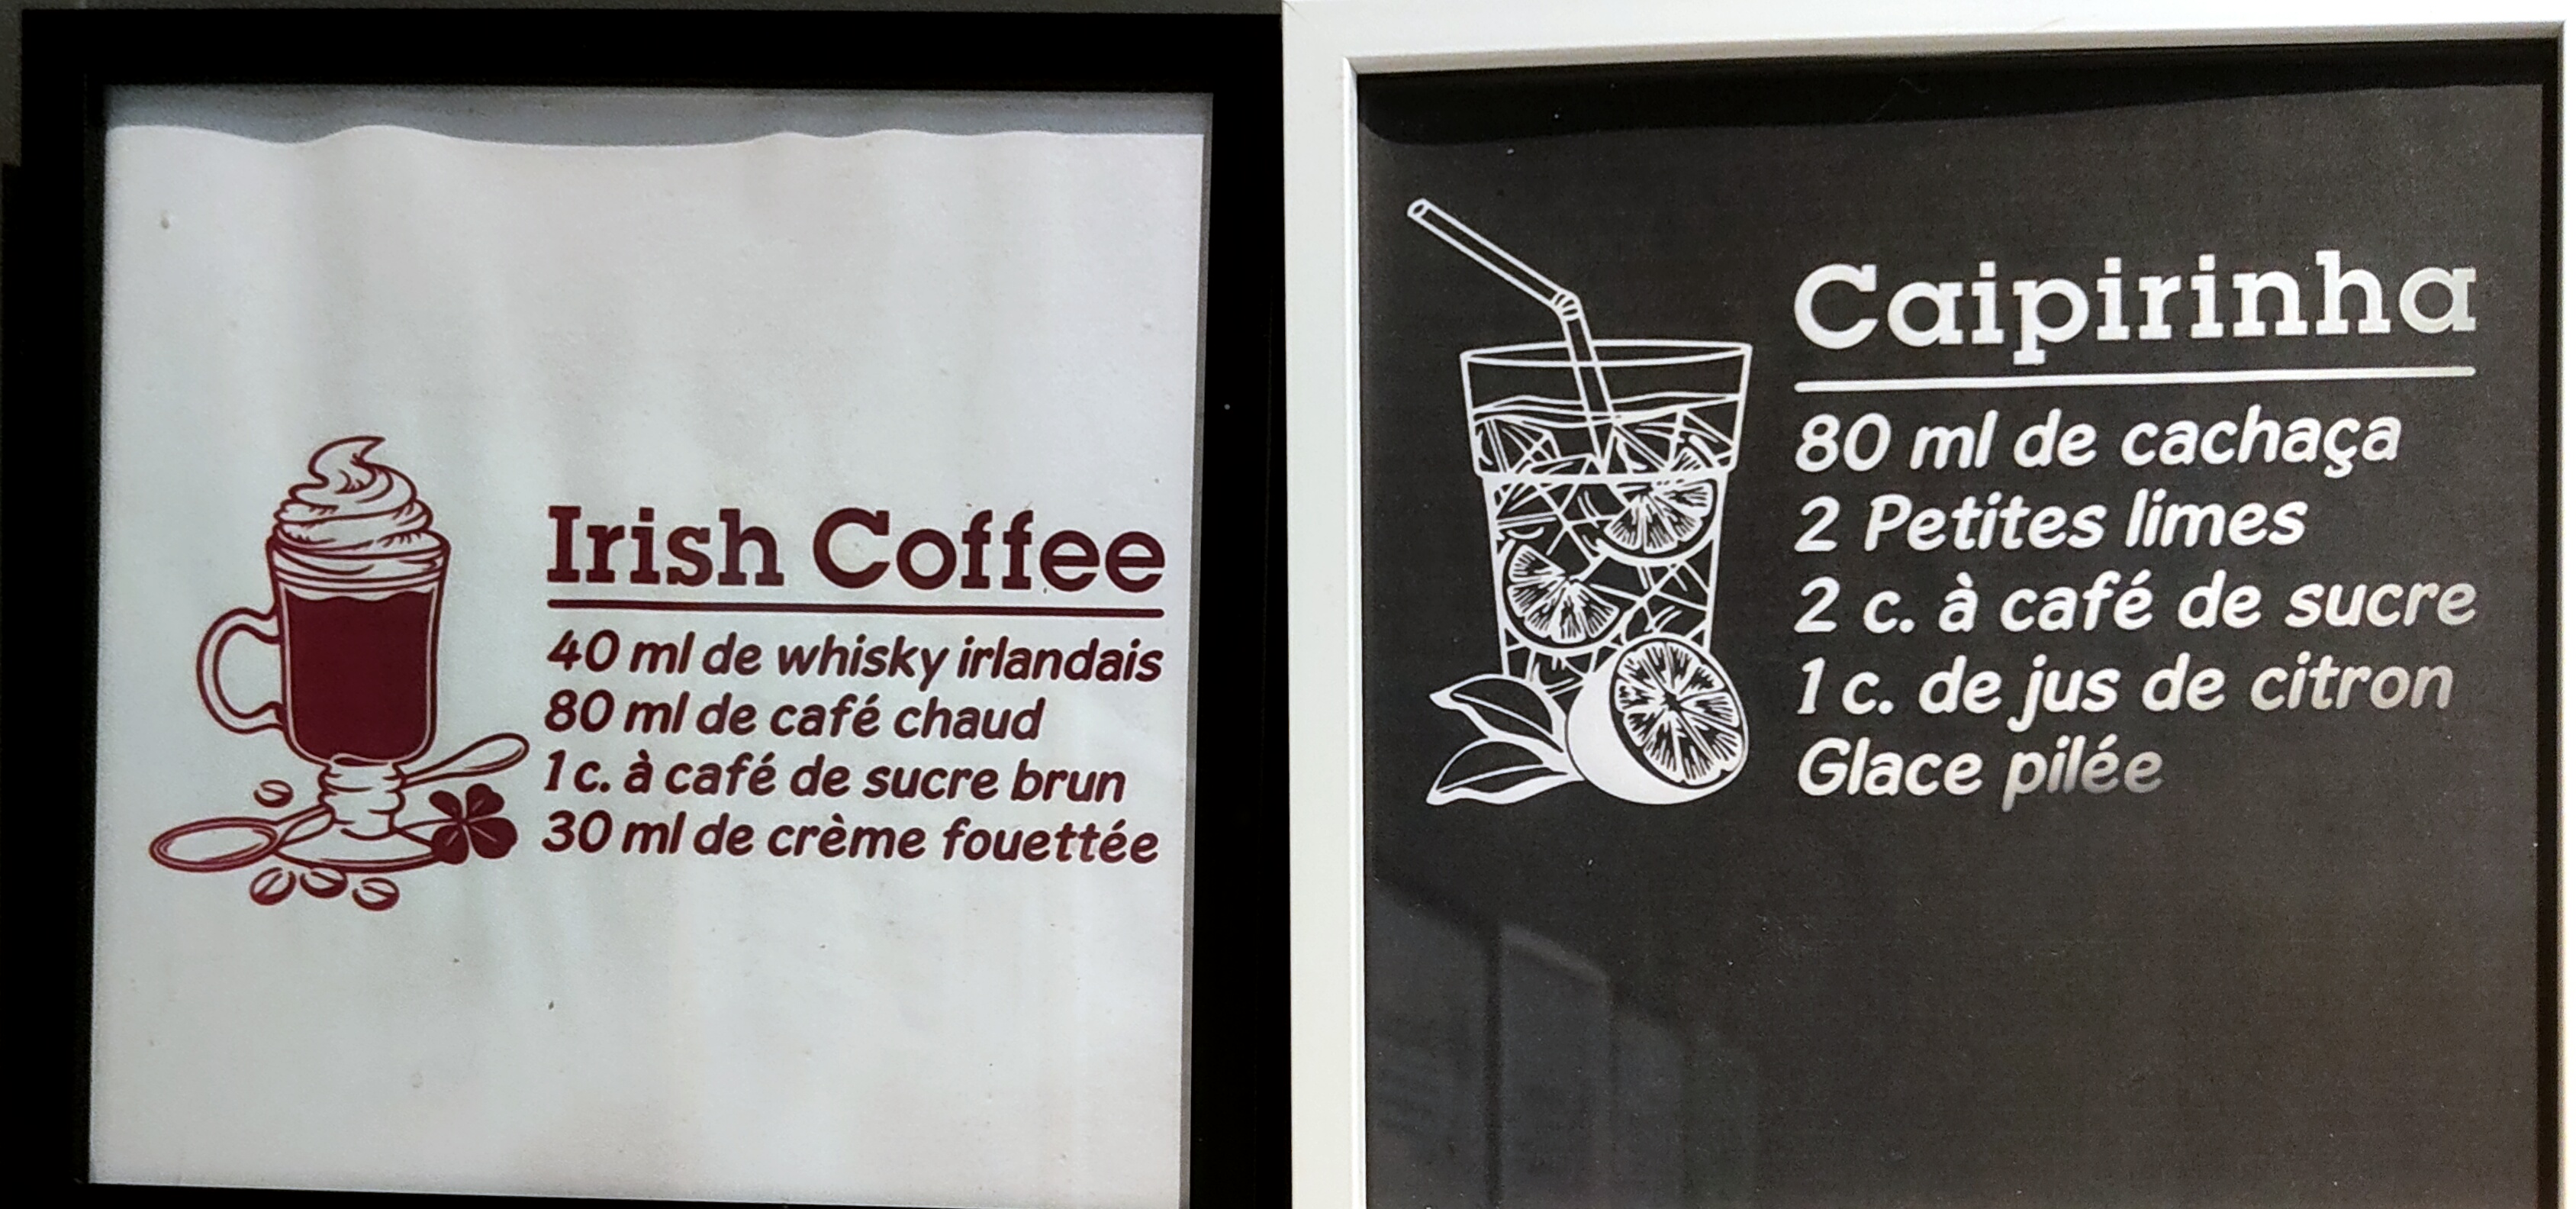 Irish Coffee
40 ml de whisky irlandais
80 ml de café chaud
1 c. à café de sucre brun
30 ml de crème fouettée
Caipirinha
80 ml de cachaça
2 Petites limes
2 c. à café de sucre
1 c. de jus de citron
Glace pilée